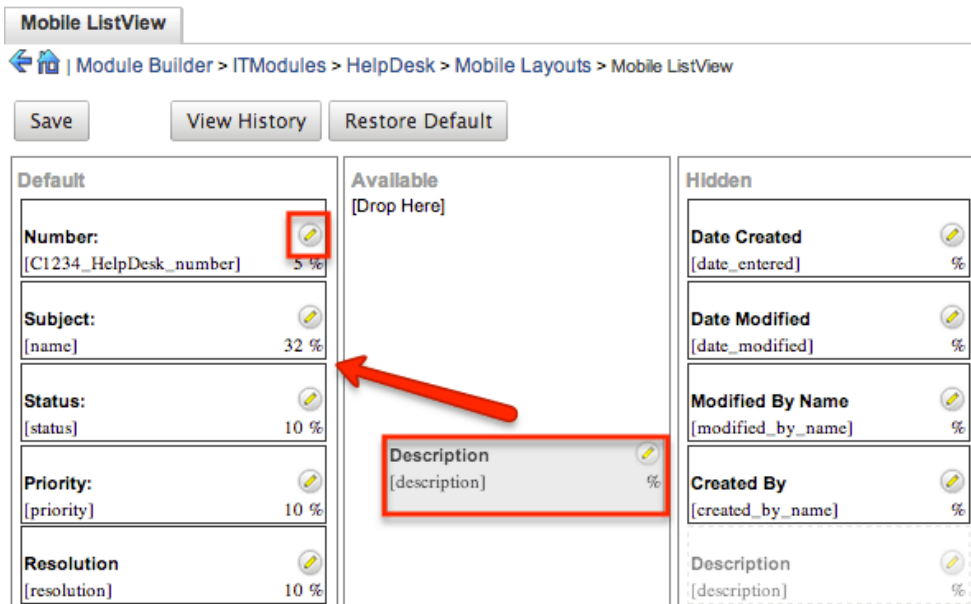 Mobile ListView
| Module Builder > ITModules > HelpDesk > Mobile Layouts > Mobile ListView
Save View History Restore Default
Default
Number:
[C1234_HelpDesk_number] 5 %
Subject:
[name] 32 %
Status:
[status] 10 %
Priority:
[priority] 10 %
Resolution
[resolution] 10 %
Available
[Drop Here]
Description
[description] %
Hidden
Date Created
[date_entered] %
Date Modified
[date_modified] %
Modified By Name
[modified_by_name] %
Created By
[created_by_name] %
Description
[description] %